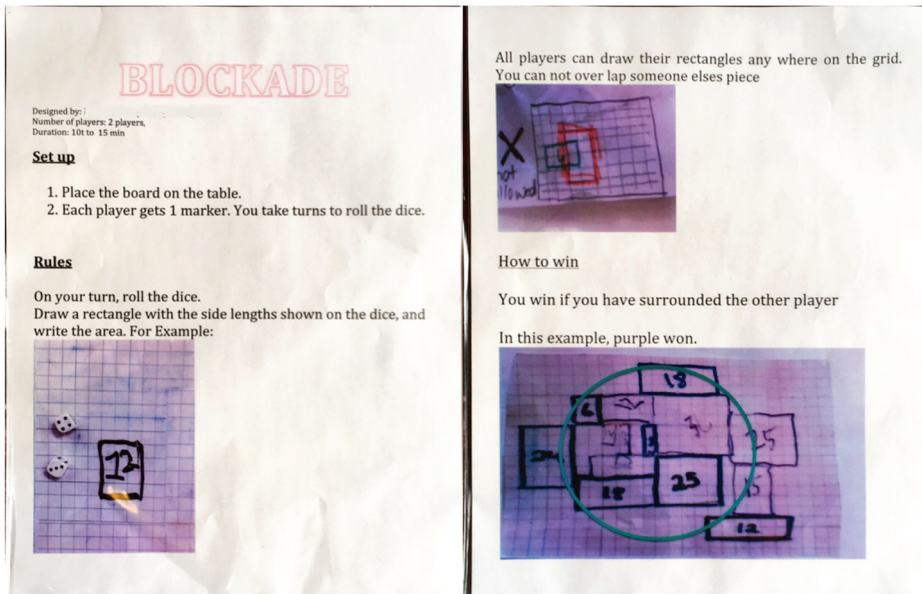 BLOCKADE
Designed by:
Number of players: 2 players,
Duration: 10t to 15 min
Set up
1. Place the board on the table.
2. Each player gets 1 marker. You take turns to roll the dice.
Rules
On your turn, roll the dice.
Draw a rectangle with the side lengths shown on the dice, and
write the area. For Example:
12
All players can draw their rectangles any where on the grid.
You can not over lap someone elses piece
X
not
llowed
How to win
You win if you have surrounded the other player
In this example, purple won.
18
6
24
25
3
18
25
15
12